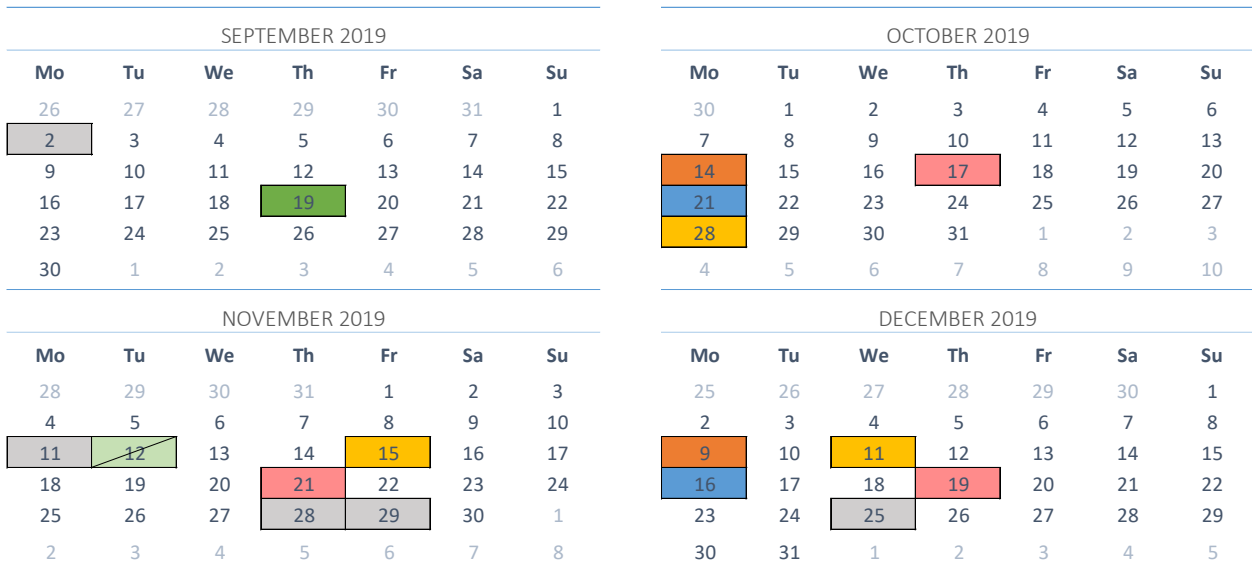 SEPTEMBER 2019
Mo Tu We Th Fr Sa Su
26 27 28 29 30 31 1
2 3 4 5 6 7 8
9 10 11 12 13 14 15
16 17 18 19 20 21 22
23 24 25 26 27 28 29
30 1 2 3 4 5 6
OCTOBER 2019
Mo Tu We Th Fr Sa Su
30 1 2 3 4 5 6
7 8 9 10 11 12 13
14 15 16 17 18 19 20
21 22 23 24 25 26 27
28 29 30 31 1 2 3
4 5 6 7 8 9 10
NOVEMBER 2019
Mo Tu We Th Fr Sa Su
28 29 30 31 1 2 3
4 5 6 7 8 9 10
11 12 13 14 15 16 17
18 19 20 21 22 23 24
25 26 27 28 29 30 1
2 3 4 5 6 7 8
DECEMBER 2019
Mo Tu We Th Fr Sa Su
25 26 27 28 29 30 1
2 3 4 5 6 7 8
9 10 11 12 13 14 15
16 17 18 19 20 21 22
23 24 25 26 27 28 29
30 31 1 2 3 4 5